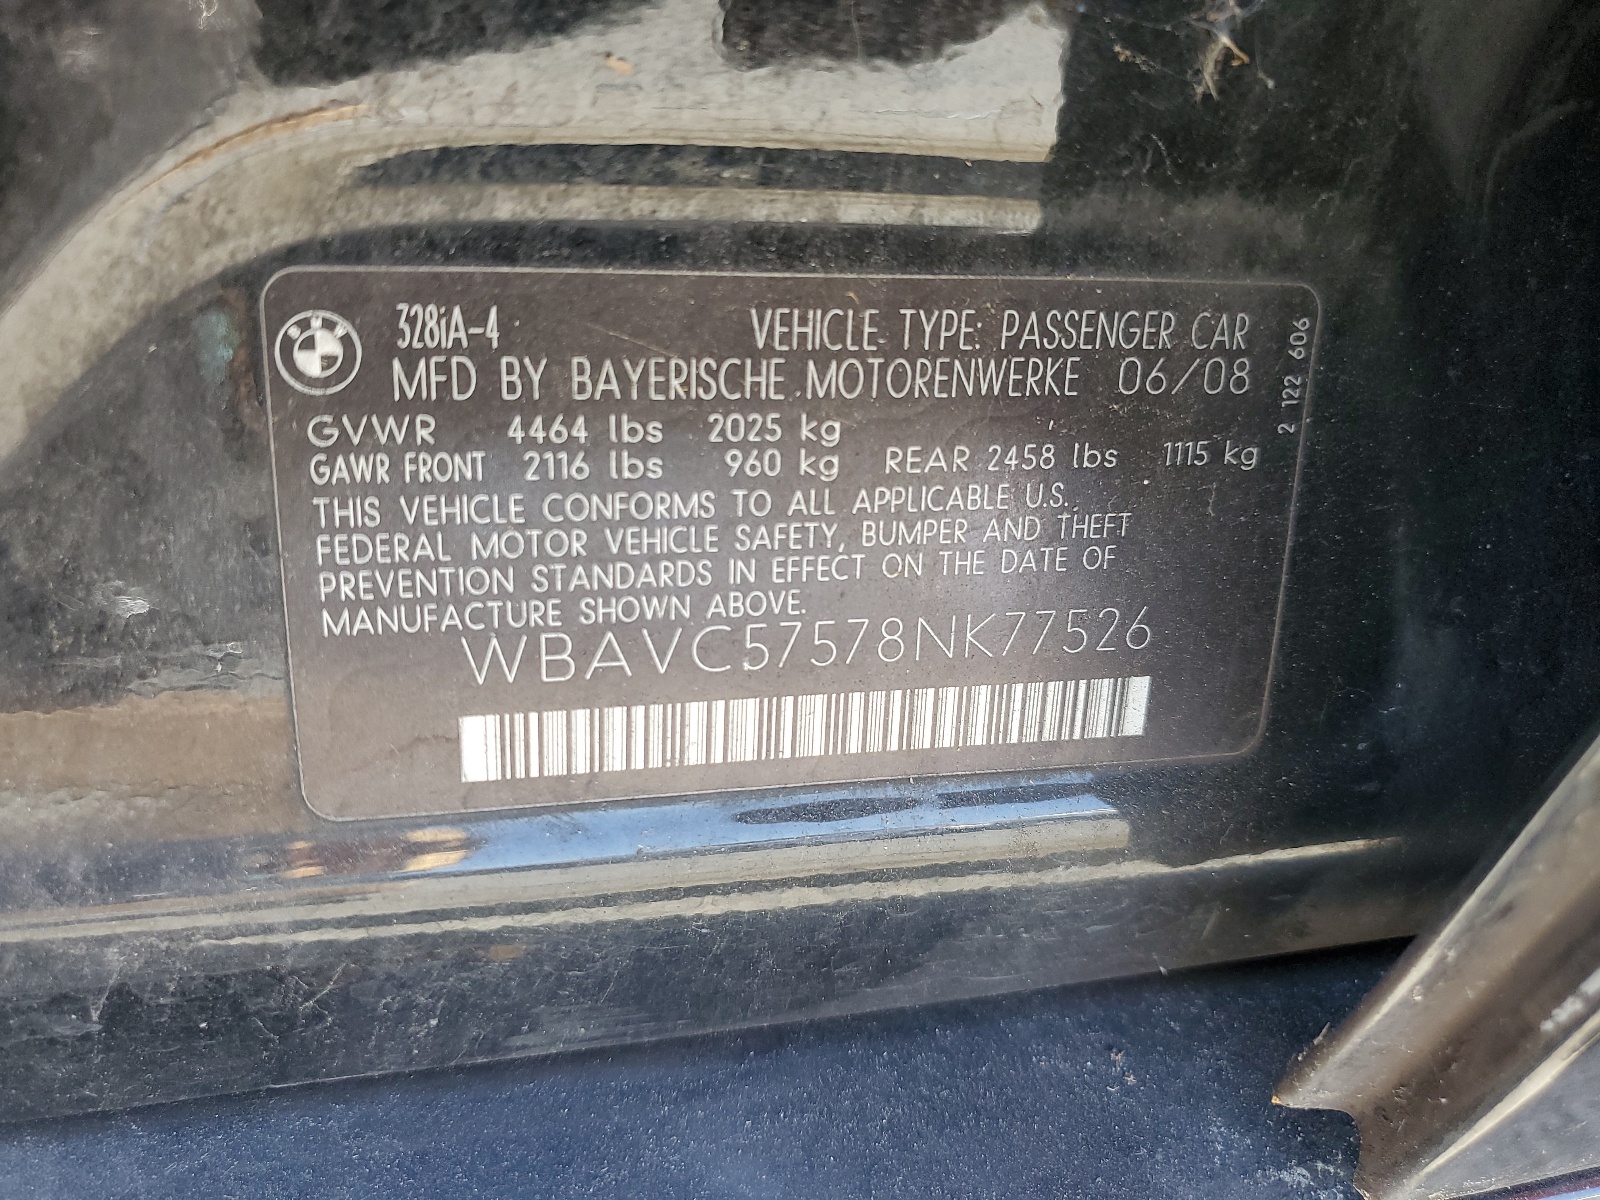 BMW
328iA-4 VEHICLE TYPE: PASSENGER CAR
MFD BY BAYERISCHE MOTORENWERKE 06/08
GVWR 4464 lbs 2025 kg
GAWR FRONT 2116 lbs 960 kg REAR 2458 lbs 1115 kg
THIS VEHICLE CONFORMS TO ALL APPLICABLE U.S.
FEDERAL MOTOR VEHICLE SAFETY, BUMPER AND THEFT
PREVENTION STANDARDS IN EFFECT ON THE DATE OF
MANUFACTURE SHOWN ABOVE.
WBAVC57578NK77526
2 122 606